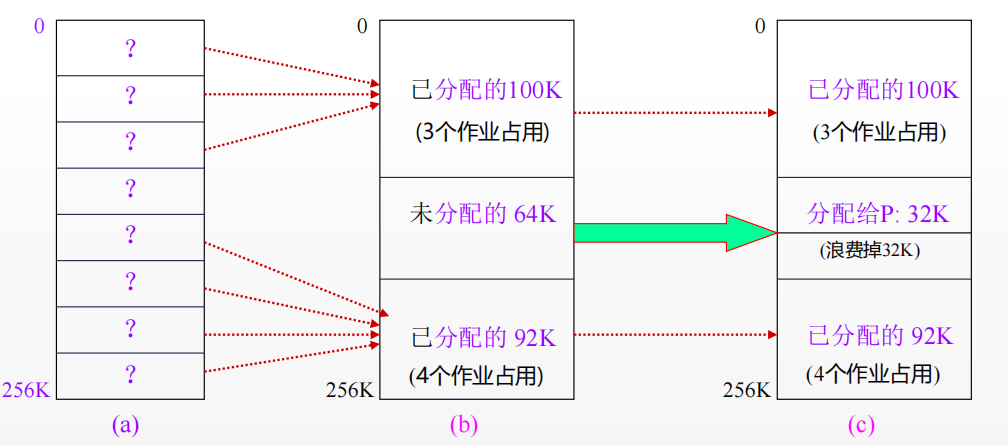 0
?
?
?
?
?
?
?
?
256K
(a)
0
已分配的100K
(3个作业占用)
未分配的 64K
已分配的 92K
(4个作业占用)
256K
(b)
0
已分配的100K
(3个作业占用)
分配给P: 32K
(浪费掉32K)
已分配的 92K
(4个作业占用)
256K
(c)